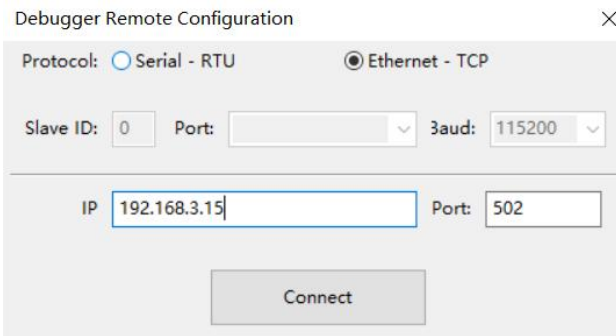 Debugger Remote Configuration
Protocol: Serial - RTU Ethernet - TCP
Slave ID: 0 Port: Baud: 115200
IP 192.168.3.15 Port: 502
Connect